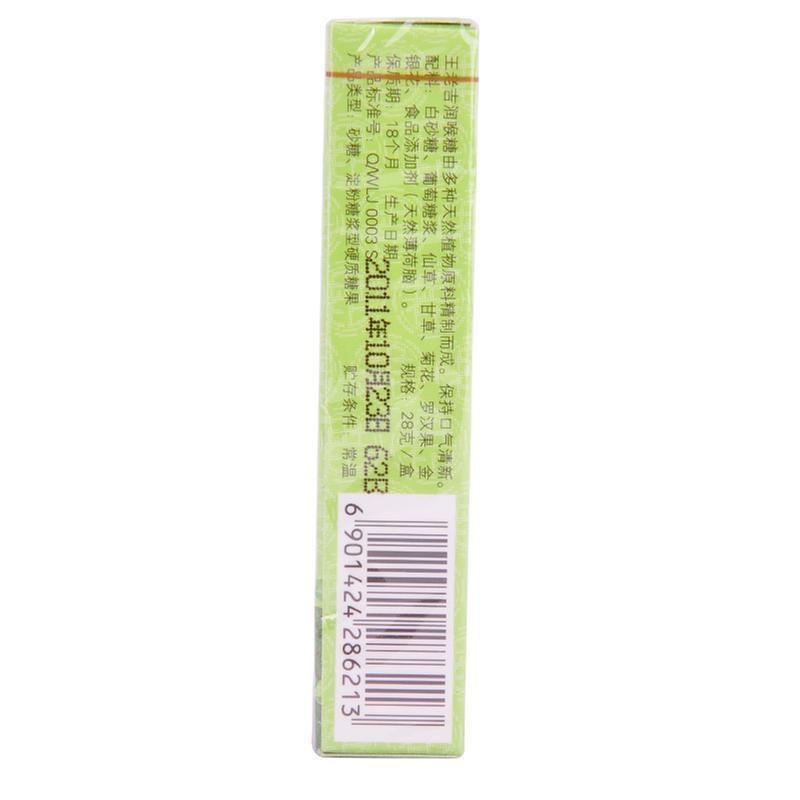 王老吉润喉糖由多种天然植物原料精制而成。保持口气清新。
配料：白砂糖、葡萄糖浆、仙草、甘草、菊花、罗汉果、金
银花、食品添加剂（天然薄荷脑）。 规格：28克/盒
保质期：18个月 生产日期
产品标准号：Q/WLJ 0003 S 2011年10月23日 G2B
产品类型：砂糖、淀粉糖浆型硬质糖果 贮存条件：常温
6 901424 286213